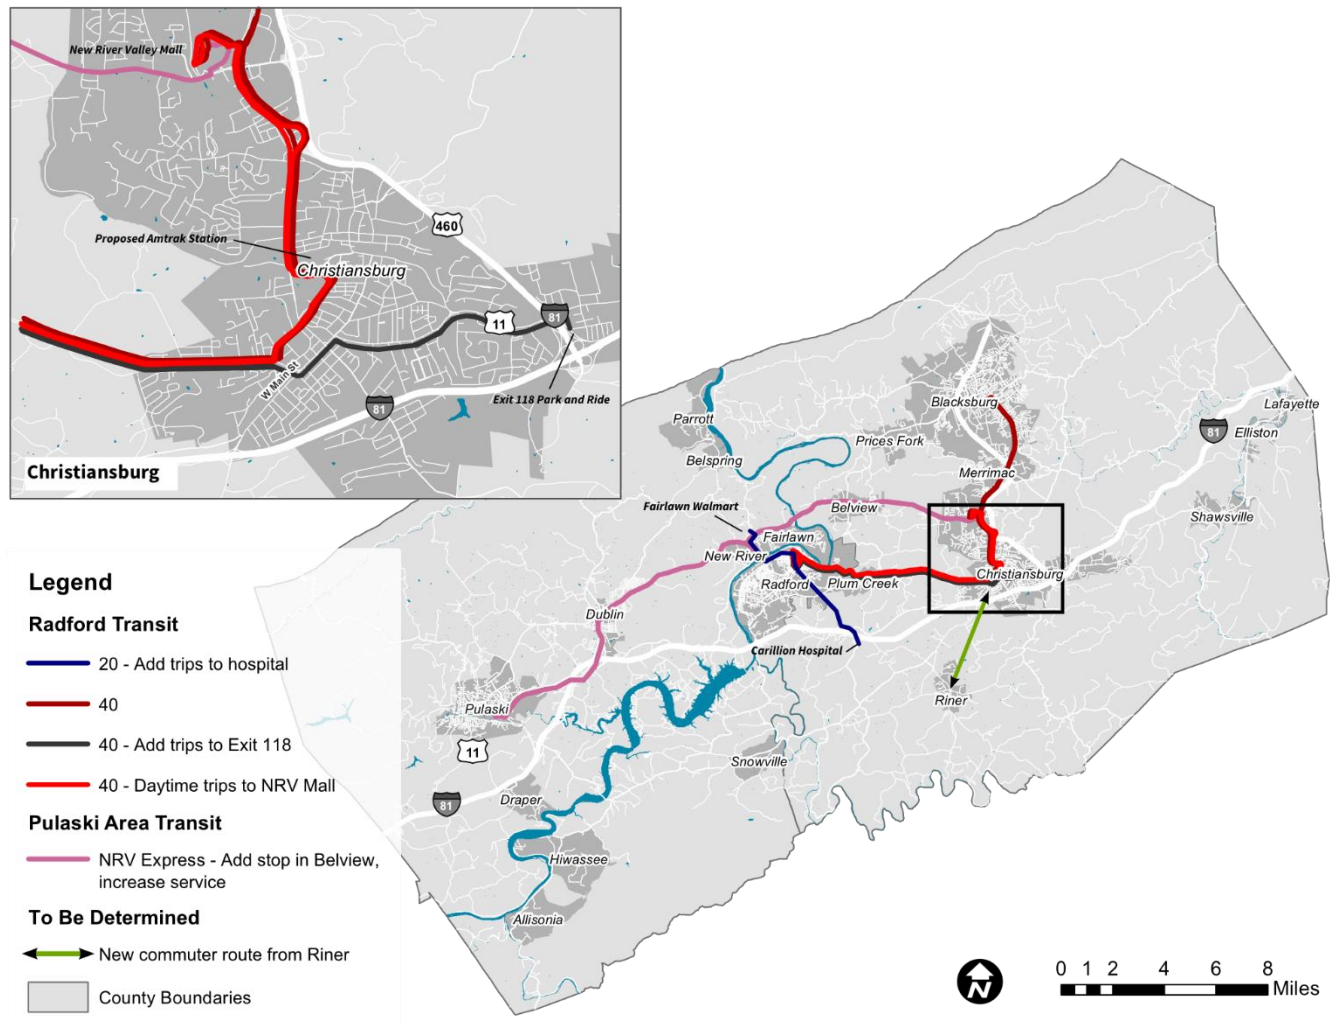 New River Valley Mall
460
Proposed Amtrak Station
Christiansburg
81
11
W Main St
81
Exit 118 Park and Ride
Christiansburg
Parrott
Belspring
Prices Fork
Blacksburg
Merrimac
Lafayette
81
Elliston
Shawsville
Fairlawn Walmart
Belview
Fairlawn
New River
Radford
Plum Creek
Christiansburg
Dublin
Carillion Hospital
Riner
Pulaski
11
Snowville
81
Draper
Hiwassee
Allisonia
Legend
Radford Transit
20 - Add trips to hospital
40
40 - Add trips to Exit 118
40 - Daytime trips to NRV Mall
Pulaski Area Transit
NRV Express - Add stop in Belview,
increase service
To Be Determined
New commuter route from Riner
County Boundaries
N
0 1 2 4 6 8
Miles